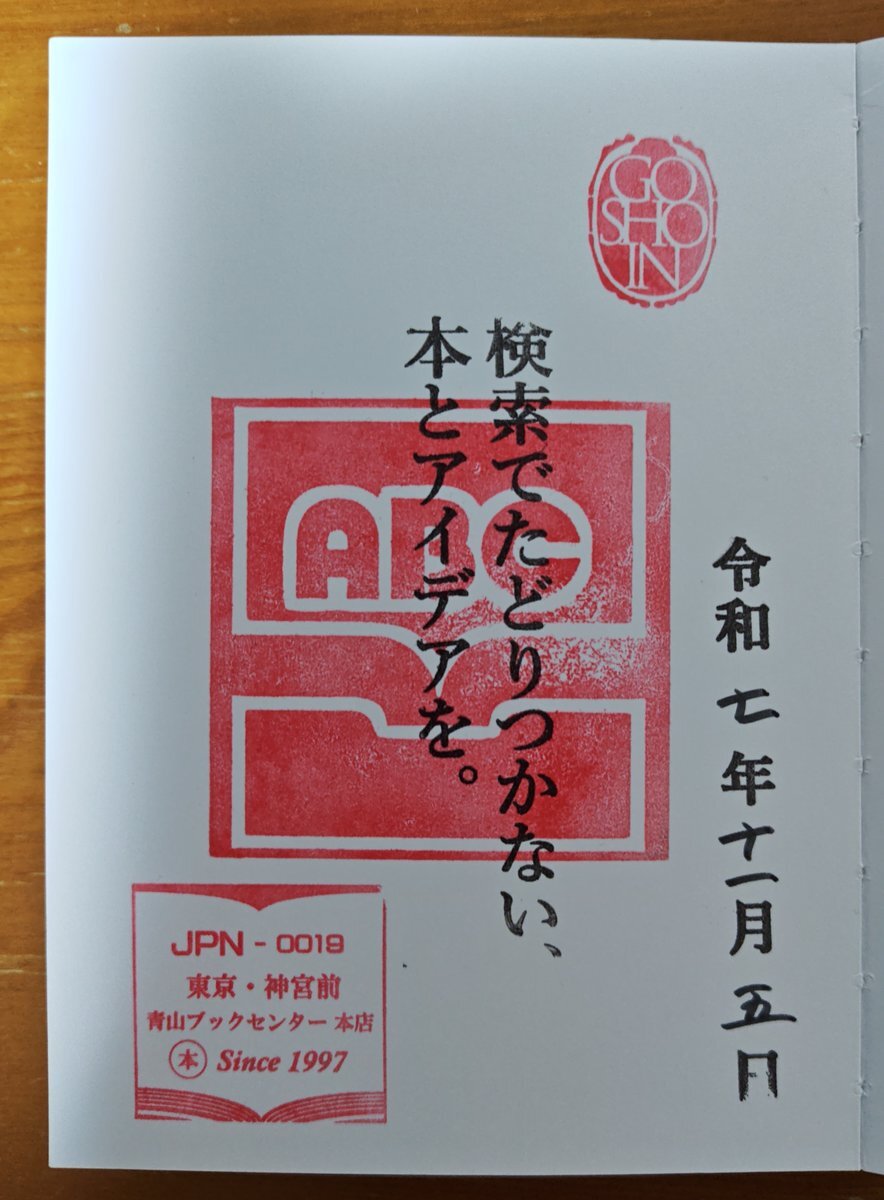 GO
SHO
IN
令和 七 年 十一 月 五 日
検索でたどりつかない、
本とアイデアを。
ABC
JPN - 0019
東京・神宮前
青山ブックセンター 本店
本 Since 1997